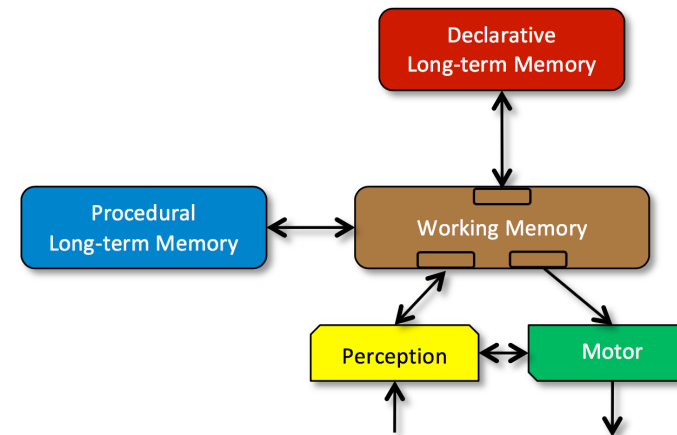 Declarative
Long-term Memory
Procedural
Long-term Memory
Working Memory
Perception
Motor